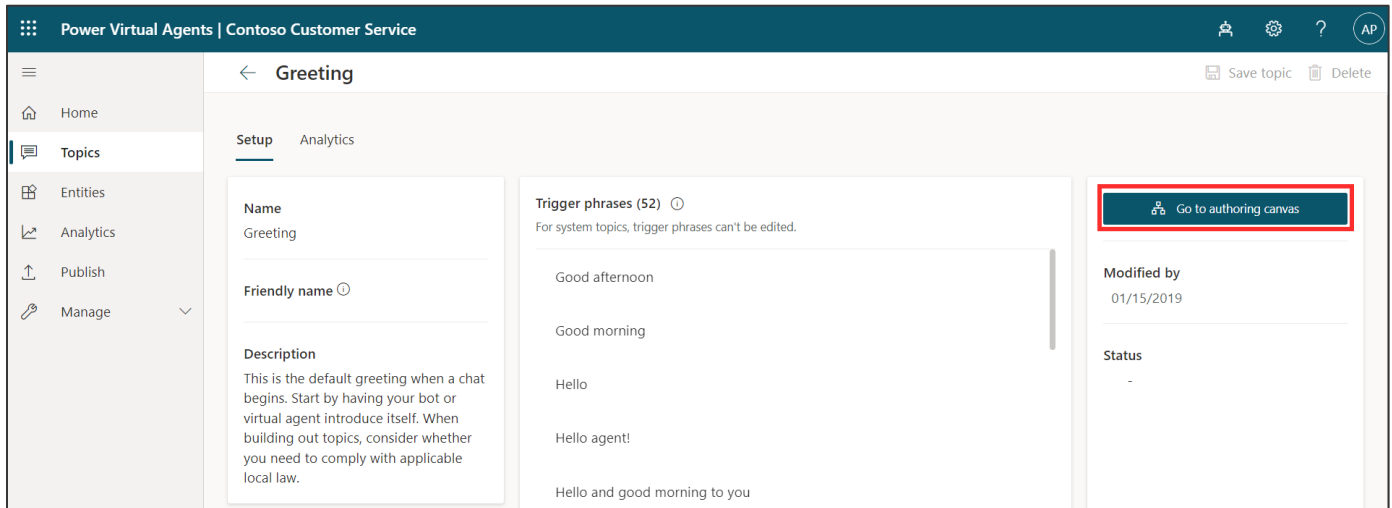 Power Virtual Agents | Contoso Customer Service
?
AP
Greeting
Save topic
Delete
Home
Topics
Entities
Analytics
Publish
Manage
Setup
Analytics
Name
Greeting
Friendly name
Description
This is the default greeting when a chat
begins. Start by having your bot or
virtual agent introduce itself. When
building out topics, consider whether
you need to comply with applicable
local law.
Trigger phrases (52)
For system topics, trigger phrases can't be edited.
Good afternoon
Good morning
Hello
Hello agent!
Hello and good morning to you
Go to authoring canvas
Modified by
01/15/2019
Status
-